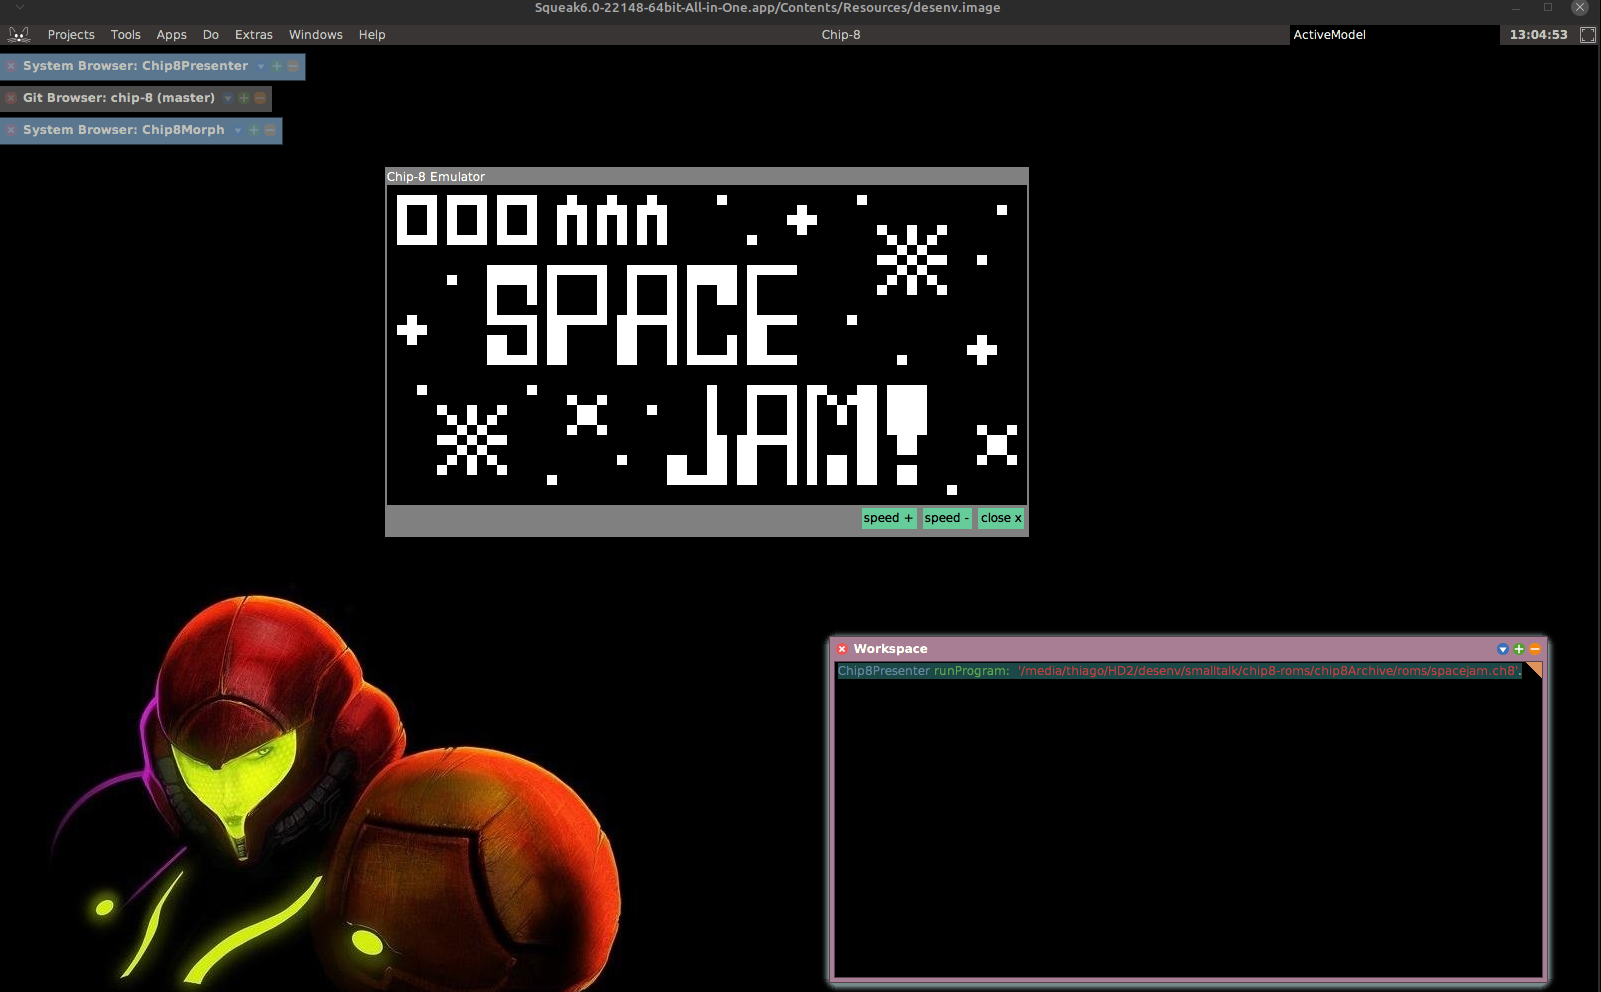 Squeak6.0-22148-64bit-All-in-One.app/Contents/Resources/desenv.image
Projects Tools Apps Do Extras Windows Help Chip-8 ActiveModel 13:04:53
System Browser: Chip8Presenter
Git Browser: chip-8 (master)
System Browser: Chip8Morph
Chip-8 Emulator
000
SPACE
JAM!
speed + speed - close x
Workspace
Chip8Presenter runProgram: '/media/thiago/HD2/desenv/smalltalk/chip8-roms/chip8Archive/roms/spacejam.ch8'.